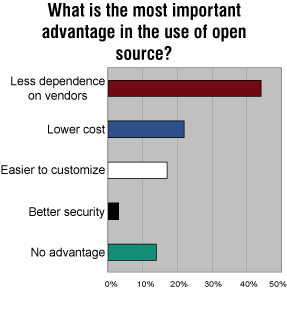 What is the most important
advantage in the use of open
source?
Less dependence
on vendors
Lower cost
Easier to customize
Better security
No advantage
0% 10% 20% 30% 40% 50%